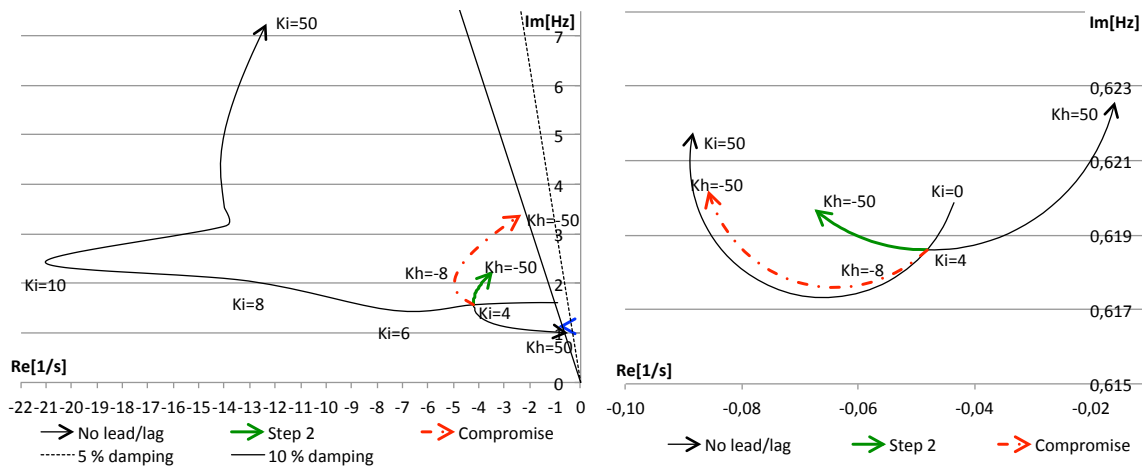 Im[Hz]
7
6
5
4
3
2
1
0
Ki=50
Kh=-50
Kh=-8
Kh=-50
Ki=10
Ki=8
Ki=6
Ki=4
Kh=50
Re[1/s]
-22 -21 -20 -19 -18 -17 -16 -15 -14 -13 -12 -11 -10 -9 -8 -7 -6 -5 -4 -3 -2 -1 0
No lead/lag Step 2 Compromise
5 % damping 10 % damping
Im[Hz]
0,623
0,621
0,619
0,617
0,615
Kh=50
Ki=50
Kh=-50
Kh=-50
Ki=0
Kh=-8
Ki=4
Re[1/s]
-0,10 -0,08 -0,06 -0,04 -0,02
No lead/lag Step 2 Compromise